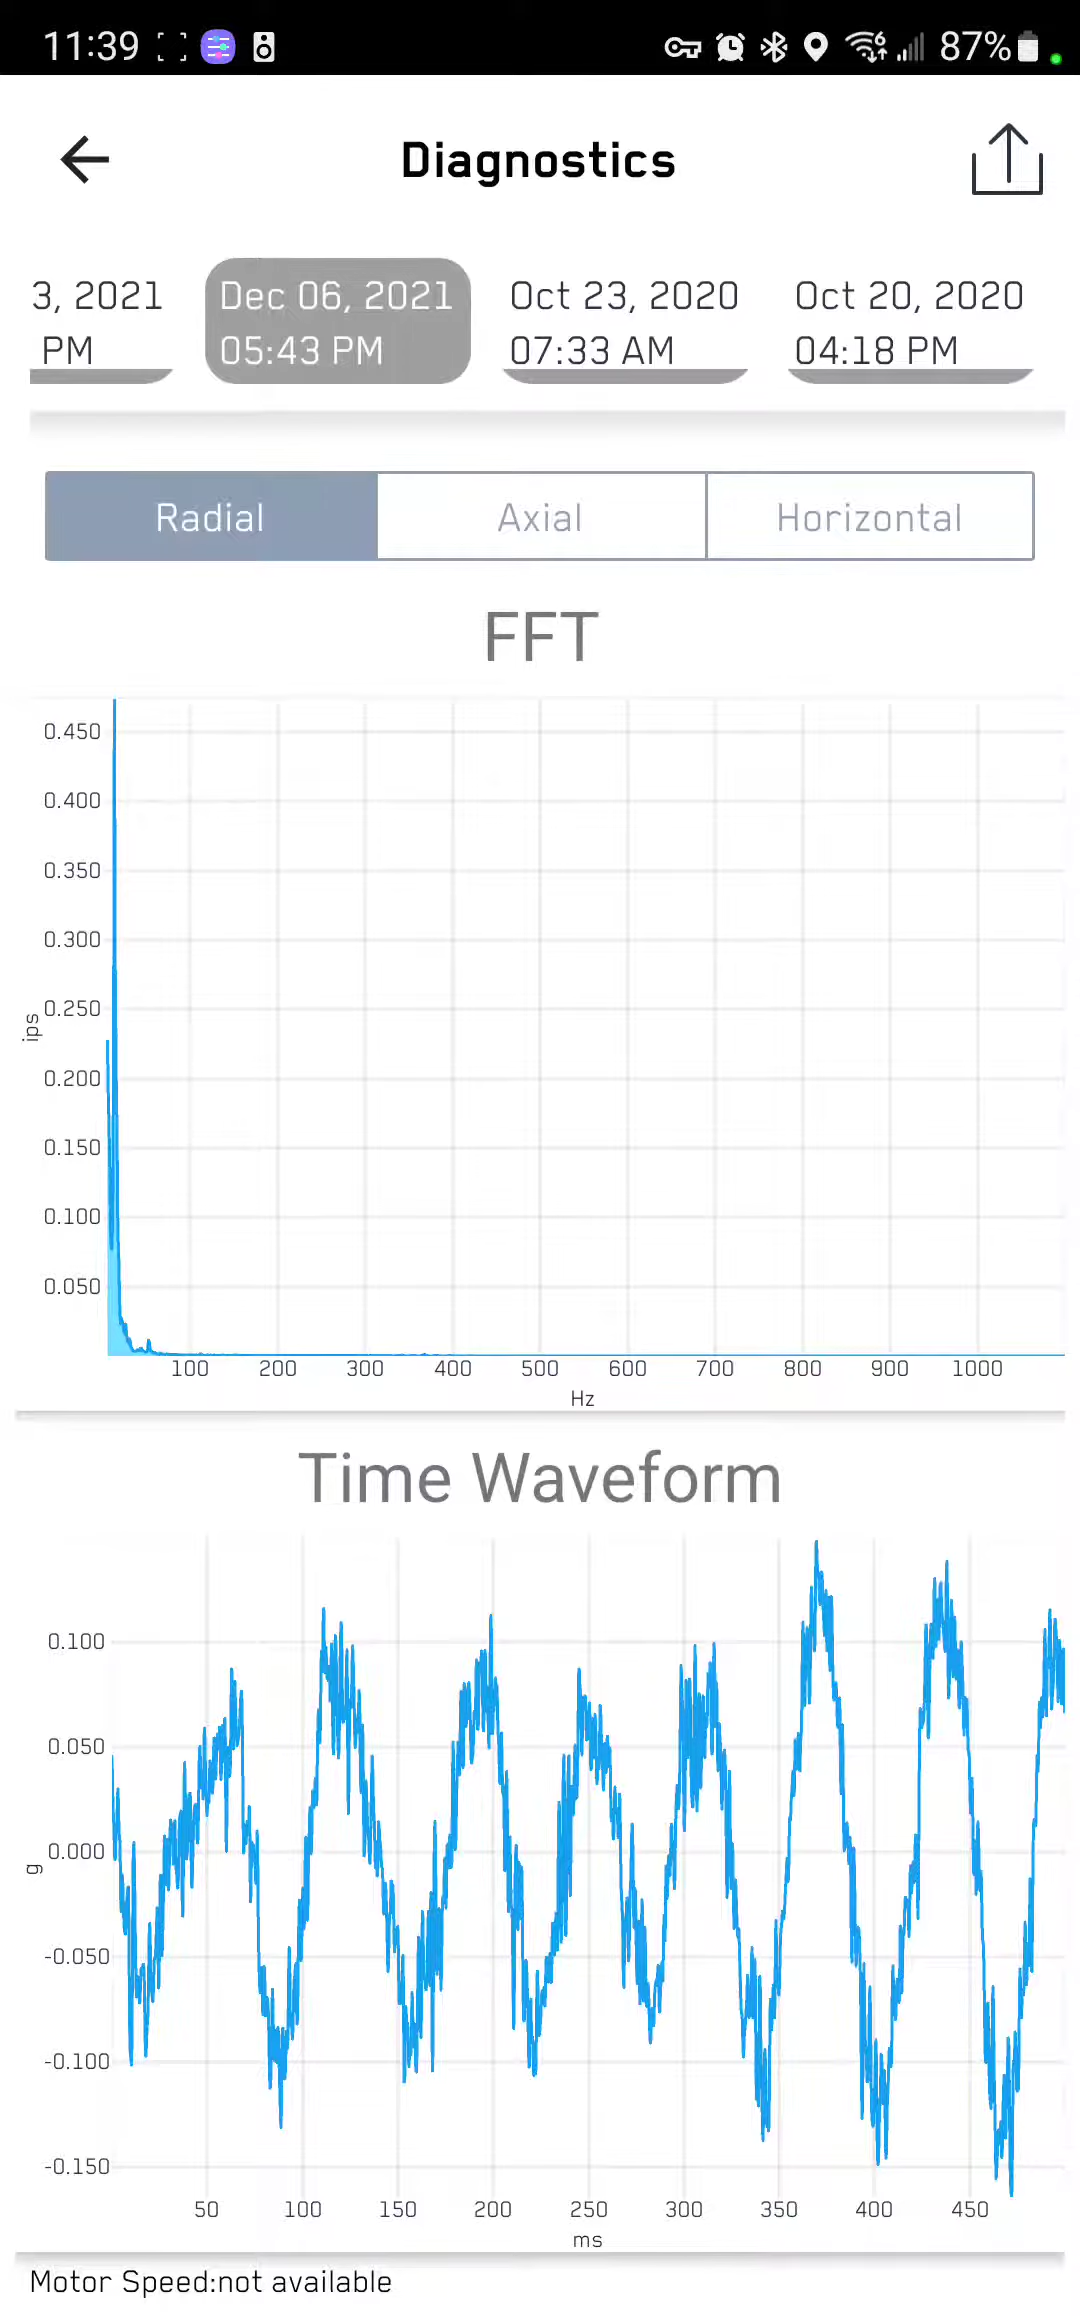 11:39 87%
Diagnostics
3, 2021 Dec 06, 2021 Oct 23, 2020 Oct 20, 2020
PM 05:43 PM 07:33 AM 04:18 PM
Radial Axial Horizontal
FFT
0.450
0.400
0.350
0.300
0.250
ips
0.200
0.150
0.100
0.050
100 200 300 400 500 600 700 800 900 1000
Hz
Time Waveform
0.100
0.050
0.000
g
-0.050
-0.100
-0.150
50 100 150 200 250 300 350 400 450
ms
Motor Speed:not available